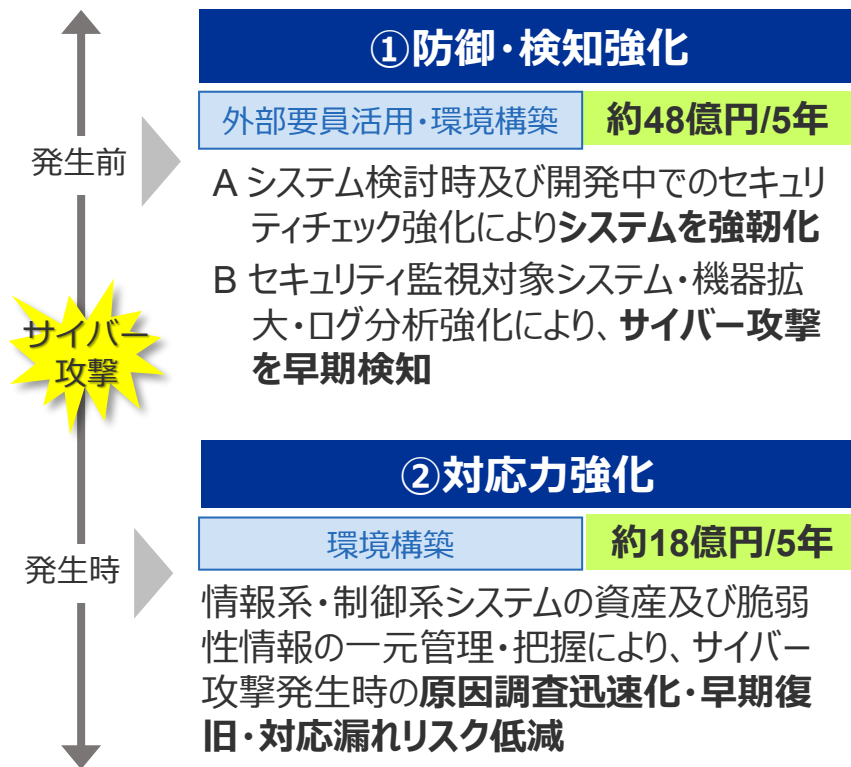 ①防御・検知強化
外部要員活用・環境構築
約48億円/5年
発生前
A システム検討時及び開発中でのセキュリ
ティチェック強化によりシステムを強靭化
B セキュリティ監視対象システム・機器拡
大・ログ分析強化により、サイバー攻撃
を早期検知
サイバー
攻撃
②対応力強化
環境構築
約18億円/5年
発生時
情報系・制御系システムの資産及び脆弱
性情報の一元管理・把握により、サイバー
攻撃発生時の原因調査迅速化・早期復
旧・対応漏れリスク低減